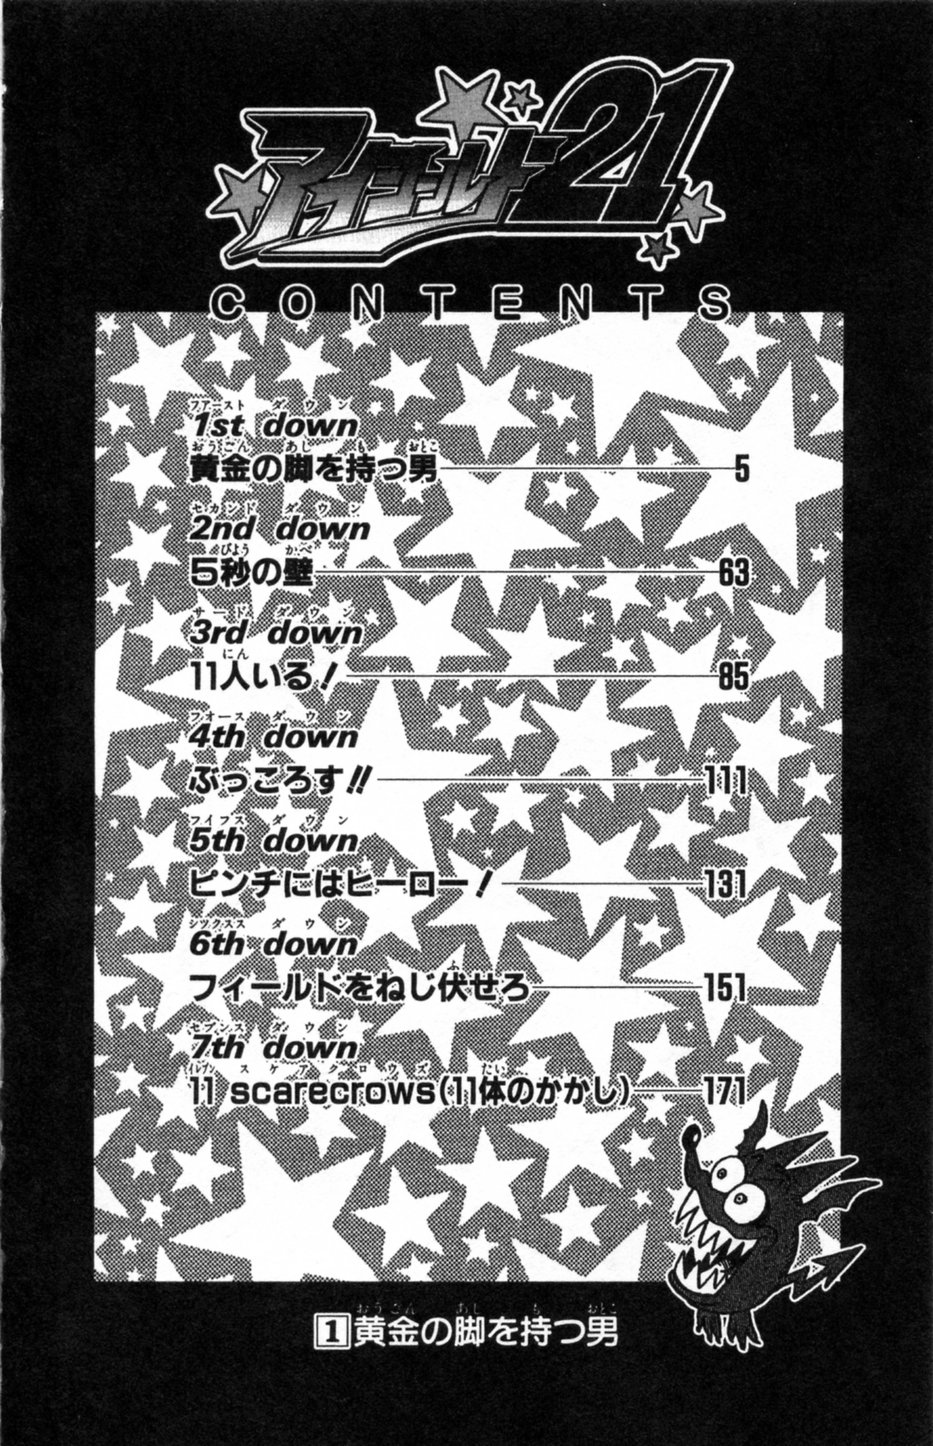 アイシールド21
CONTENTS
ファースト ダウン
1st down
おうごん あし も おとこ
黄金の脚を持つ男 5
セカンド ダウン
2nd down
びょう かべ
5秒の壁 63
サード ダウン
3rd down
にん
11人いる! 85
フォース ダウン
4th down
ぶっころす!! 111
フィフス ダウン
5th down
ピンチにはヒーロー! 131
シックスス ダウン
6th down
ふ
フィールドをねじ伏せろ 151
セブンス ダウン
7th down
イレブン スケアクロウズ たい
11 scarecrows(11体のかかし) 171
おうごん あし も おとこ
1 黄金の脚を持つ男